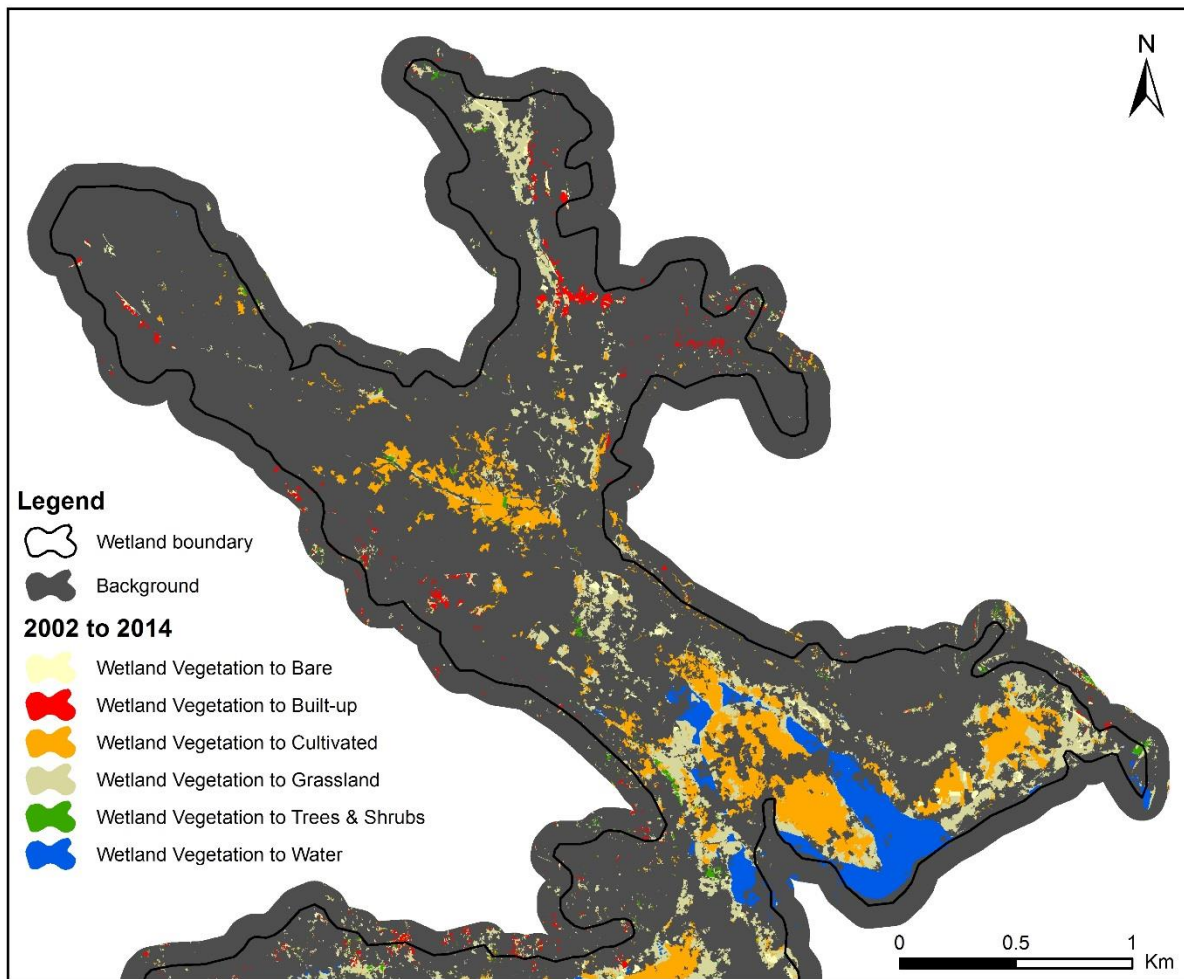 N
Legend
Wetland boundary
Background
2002 to 2014
Wetland Vegetation to Bare
Wetland Vegetation to Built-up
Wetland Vegetation to Cultivated
Wetland Vegetation to Grassland
Wetland Vegetation to Trees & Shrubs
Wetland Vegetation to Water
0 0.5 1
Km